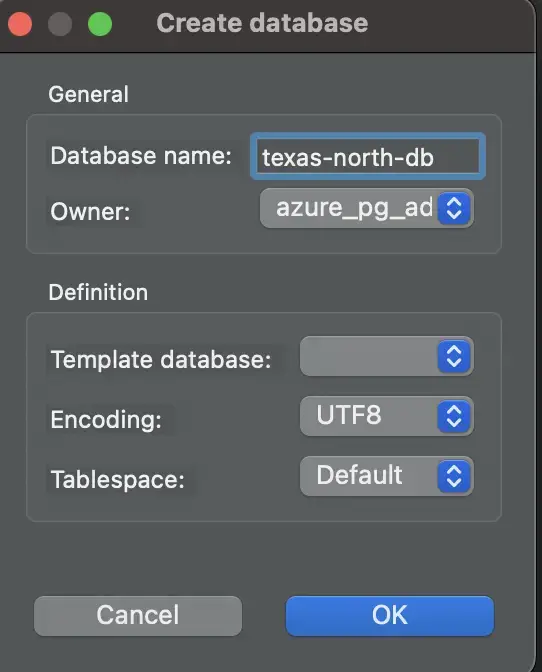 Create database
General
Database name: texas-north-db
Owner: azure_pg_ad
Definition
Template database:
Encoding: UTF8
Tablespace: Default
Cancel OK